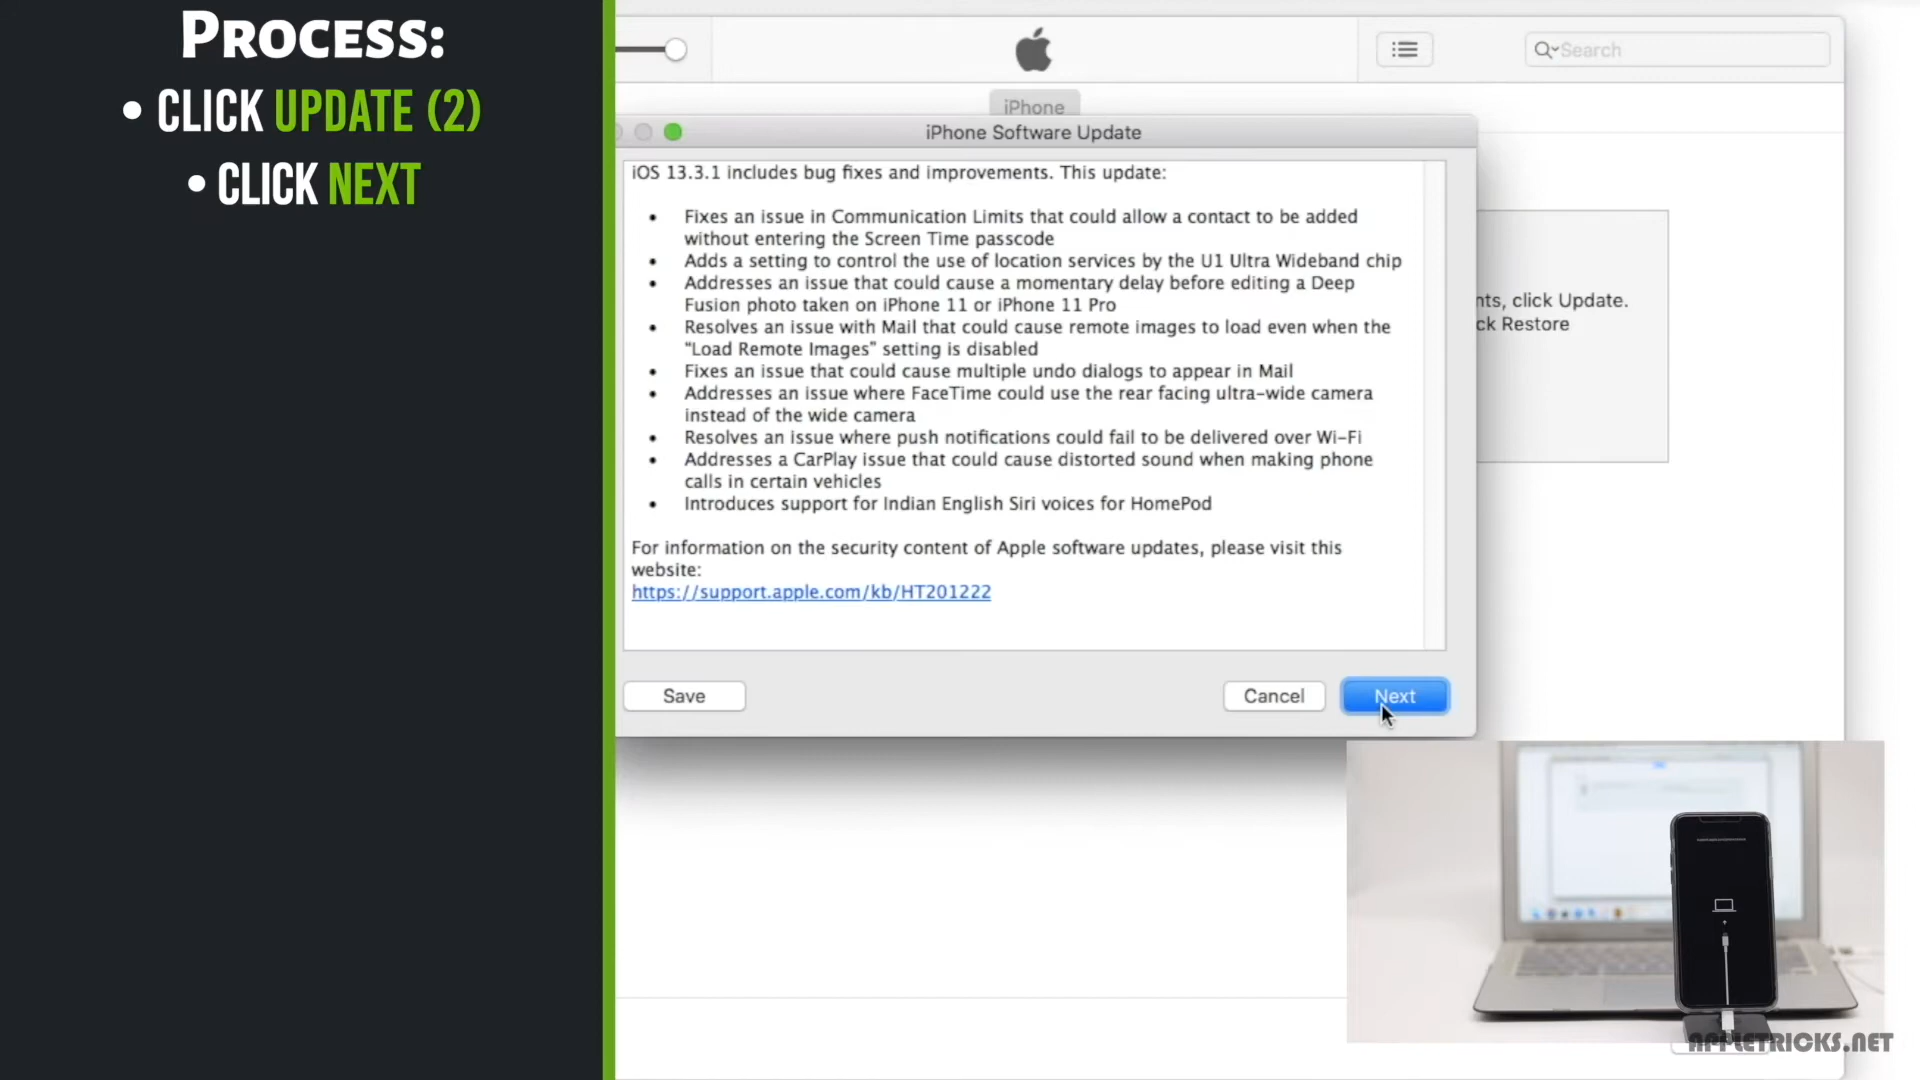 PROCESS:
• CLICK UPDATE (2)
• CLICK NEXT
Search
iPhone
iPhone Software Update
iOS 13.3.1 includes bug fixes and improvements. This update:
• Fixes an issue in Communication Limits that could allow a contact to be added
without entering the Screen Time passcode
• Adds a setting to control the use of location services by the U1 Ultra Wideband chip
• Addresses an issue that could cause a momentary delay before editing a Deep
Fusion photo taken on iPhone 11 or iPhone 11 Pro
• Resolves an issue with Mail that could cause remote images to load even when the
“Load Remote Images” setting is disabled
• Fixes an issue that could cause multiple undo dialogs to appear in Mail
• Addresses an issue where FaceTime could use the rear facing ultra-wide camera
instead of the wide camera
• Resolves an issue where push notifications could fail to be delivered over Wi-Fi
• Addresses a CarPlay issue that could cause distorted sound when making phone
calls in certain vehicles
• Introduces support for Indian English Siri voices for HomePod
For information on the security content of Apple software updates, please visit this
website:
https://support.apple.com/kb/HT201222
nts, click Update.
ck Restore
Save
Cancel
Next
APPLETRICKS.NET